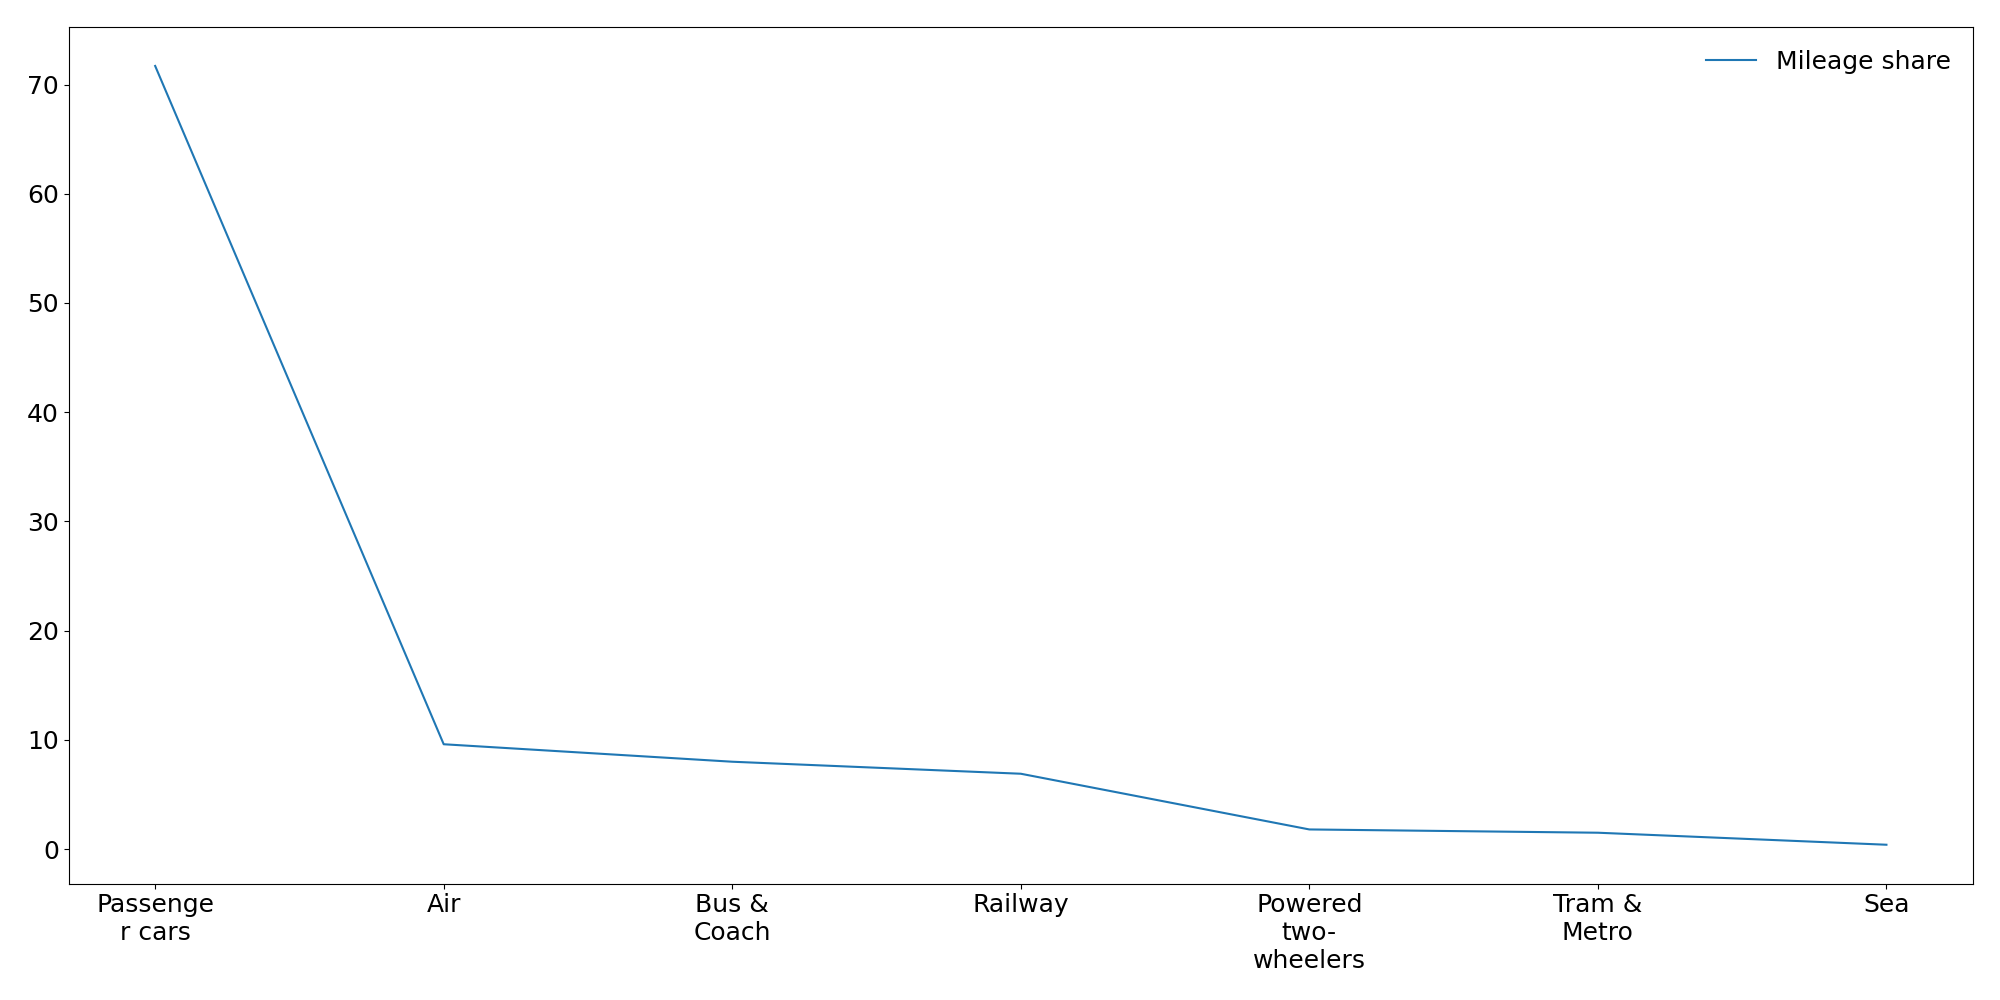 Mileage share
70
60
50
40
30
20
10
0
Passenge
r cars
Air
Bus &
Coach
Railway
Powered
two-
wheelers
Tram &
Metro
Sea